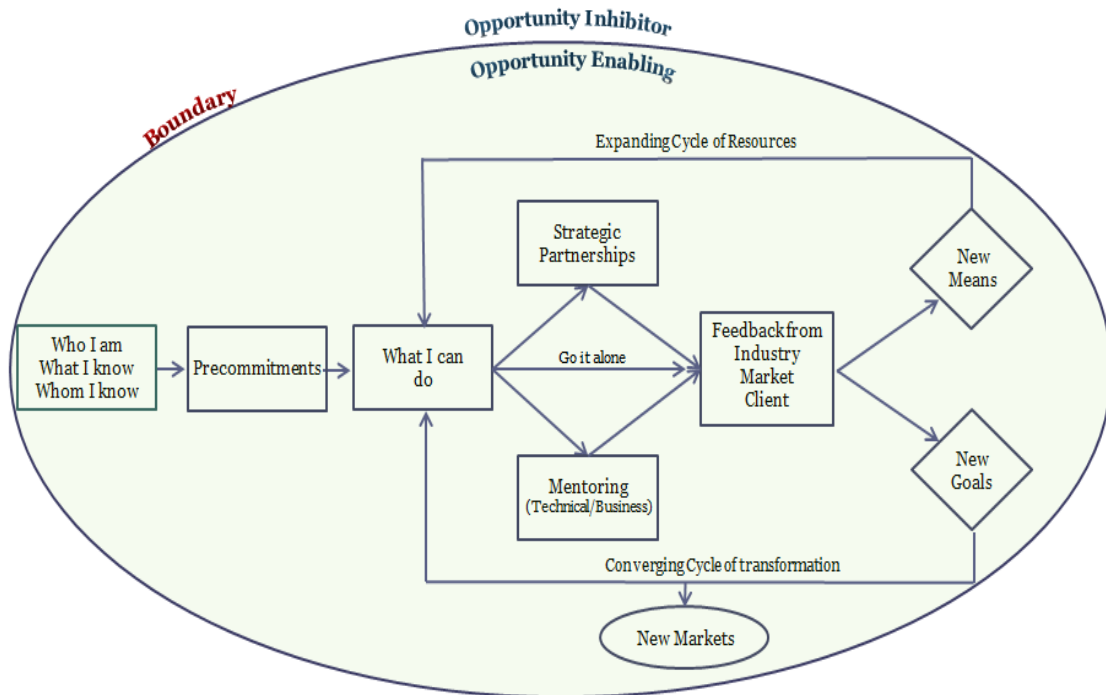 Opportunity Inhibitor
Opportunity Enabling
Boundary
Expanding Cycle of Resources
Strategic
Partnerships
New
Means
Who I am
What I know
Whom I know
Precommitments
What I can
do
Go it alone
Feedback from
Industry
Market
Client
Mentoring
(Technical/Business)
New
Goals
Converging Cycle of transformation
New Markets